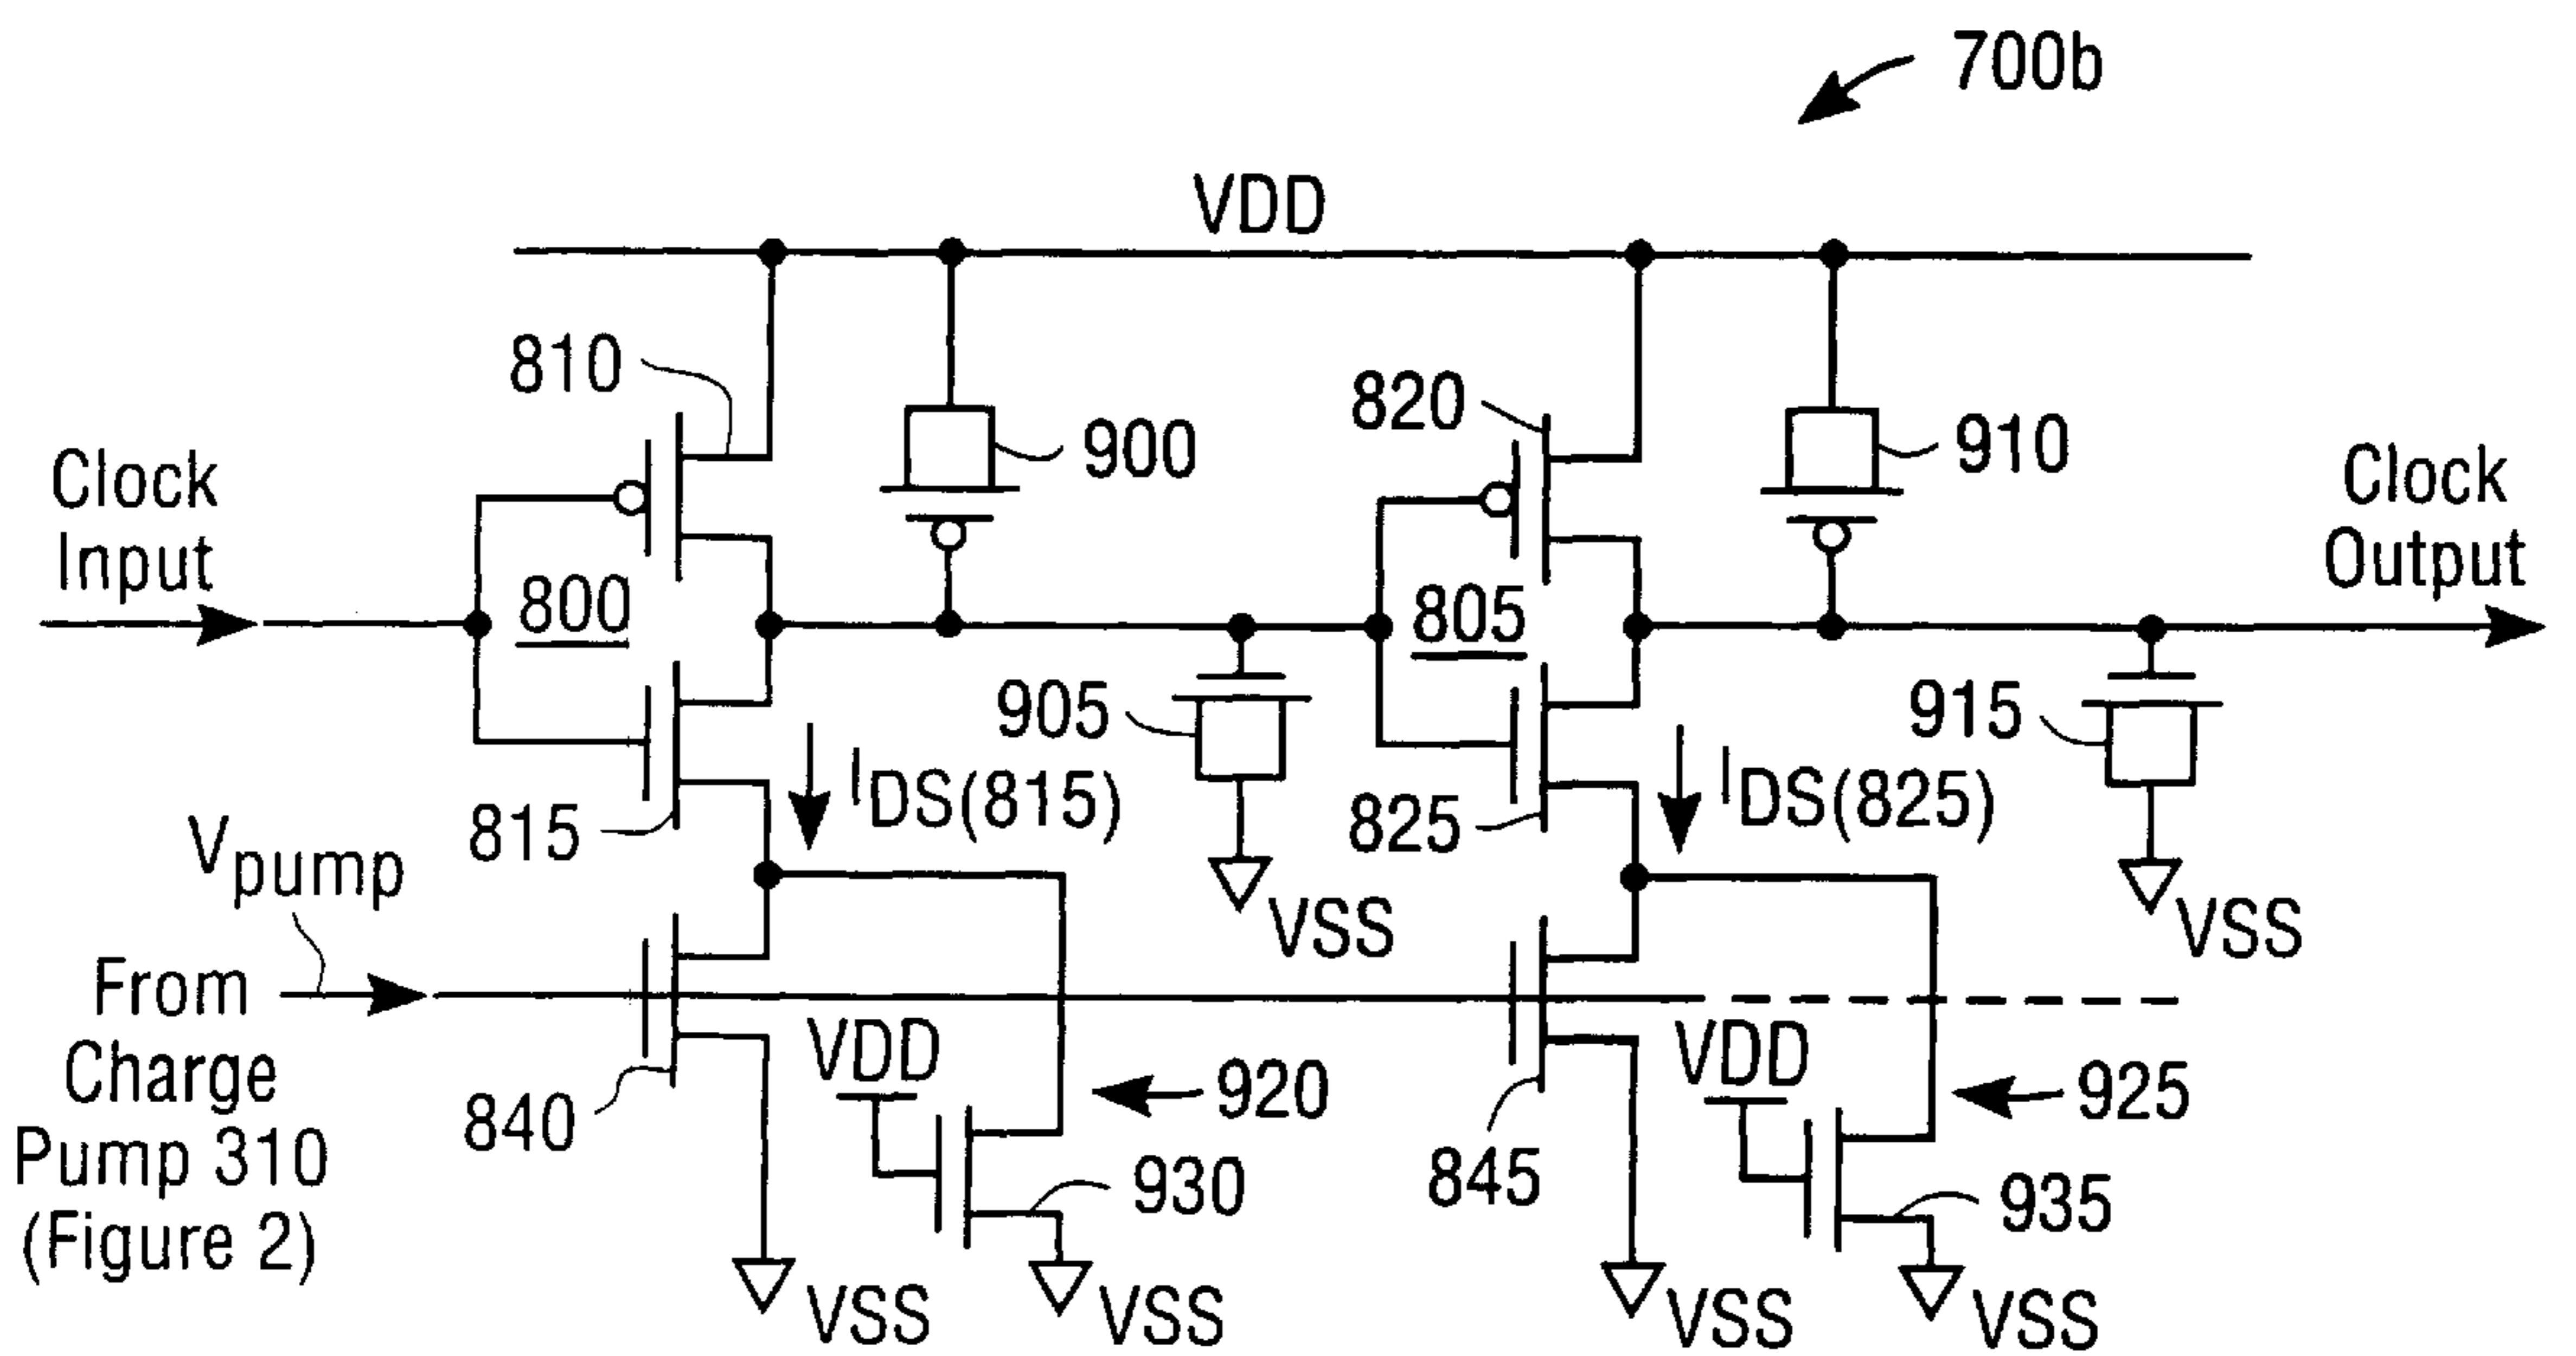 700b
VDD
810
900
820
910
Clock
Input
Clock
Output
800
805
905
915
815
IDS(815)
825
IDS(825)
Vpump
VSS
VSS
From
Charge
Pump 310
(Figure 2)
VDD
VDD
840
920
845
925
930
935
VSS
VSS
VSS
VSS